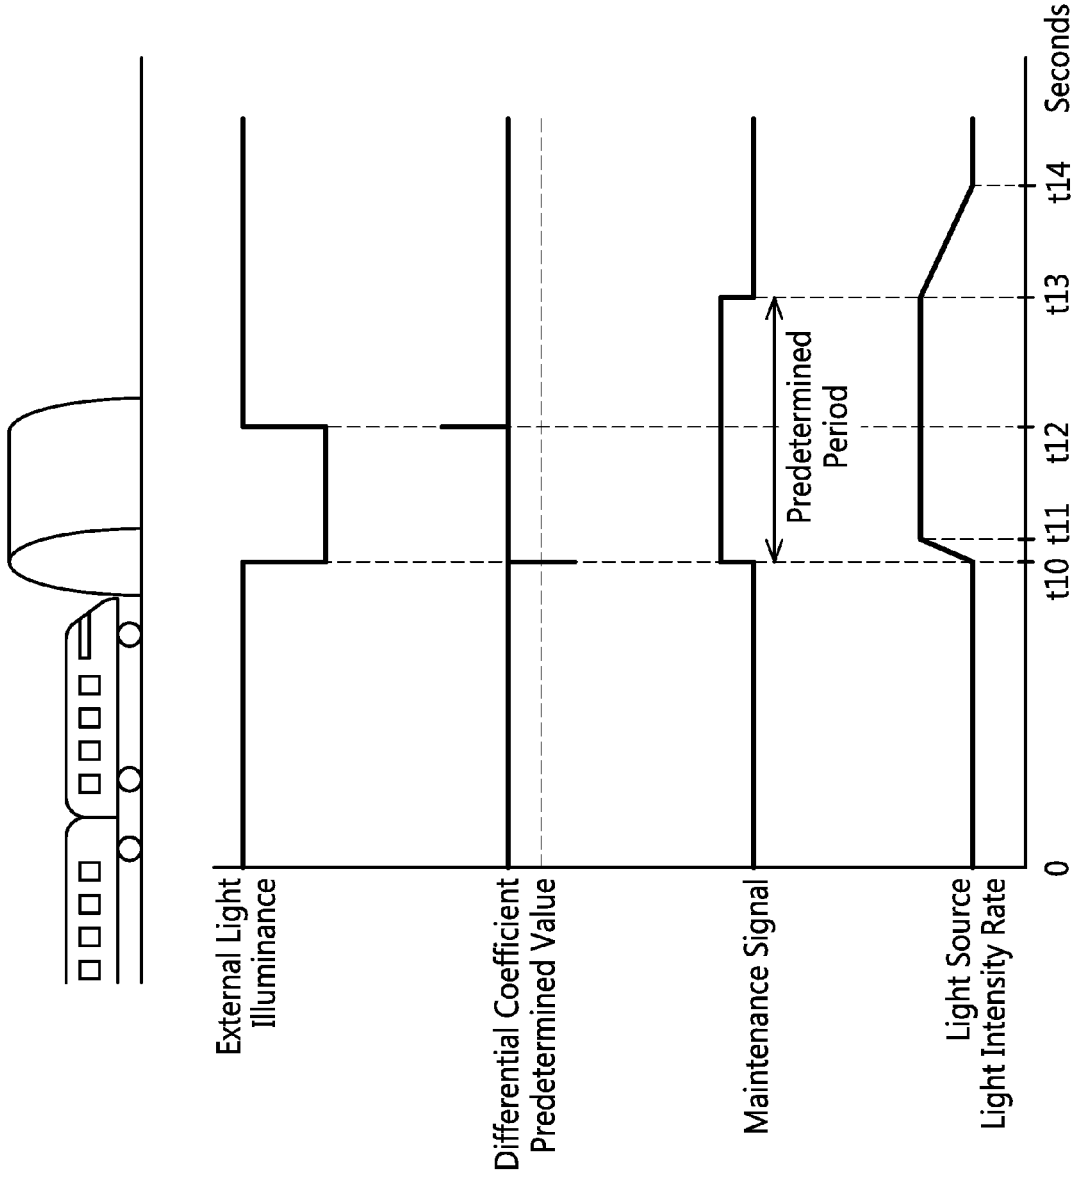 External Light
Illuminance
Differential Coefficient
Predetermined Value
Maintenance Signal
Predetermined
Period
Light Source
Light Intensity Rate
0
t10
t11
t12
t13
t14
Seconds